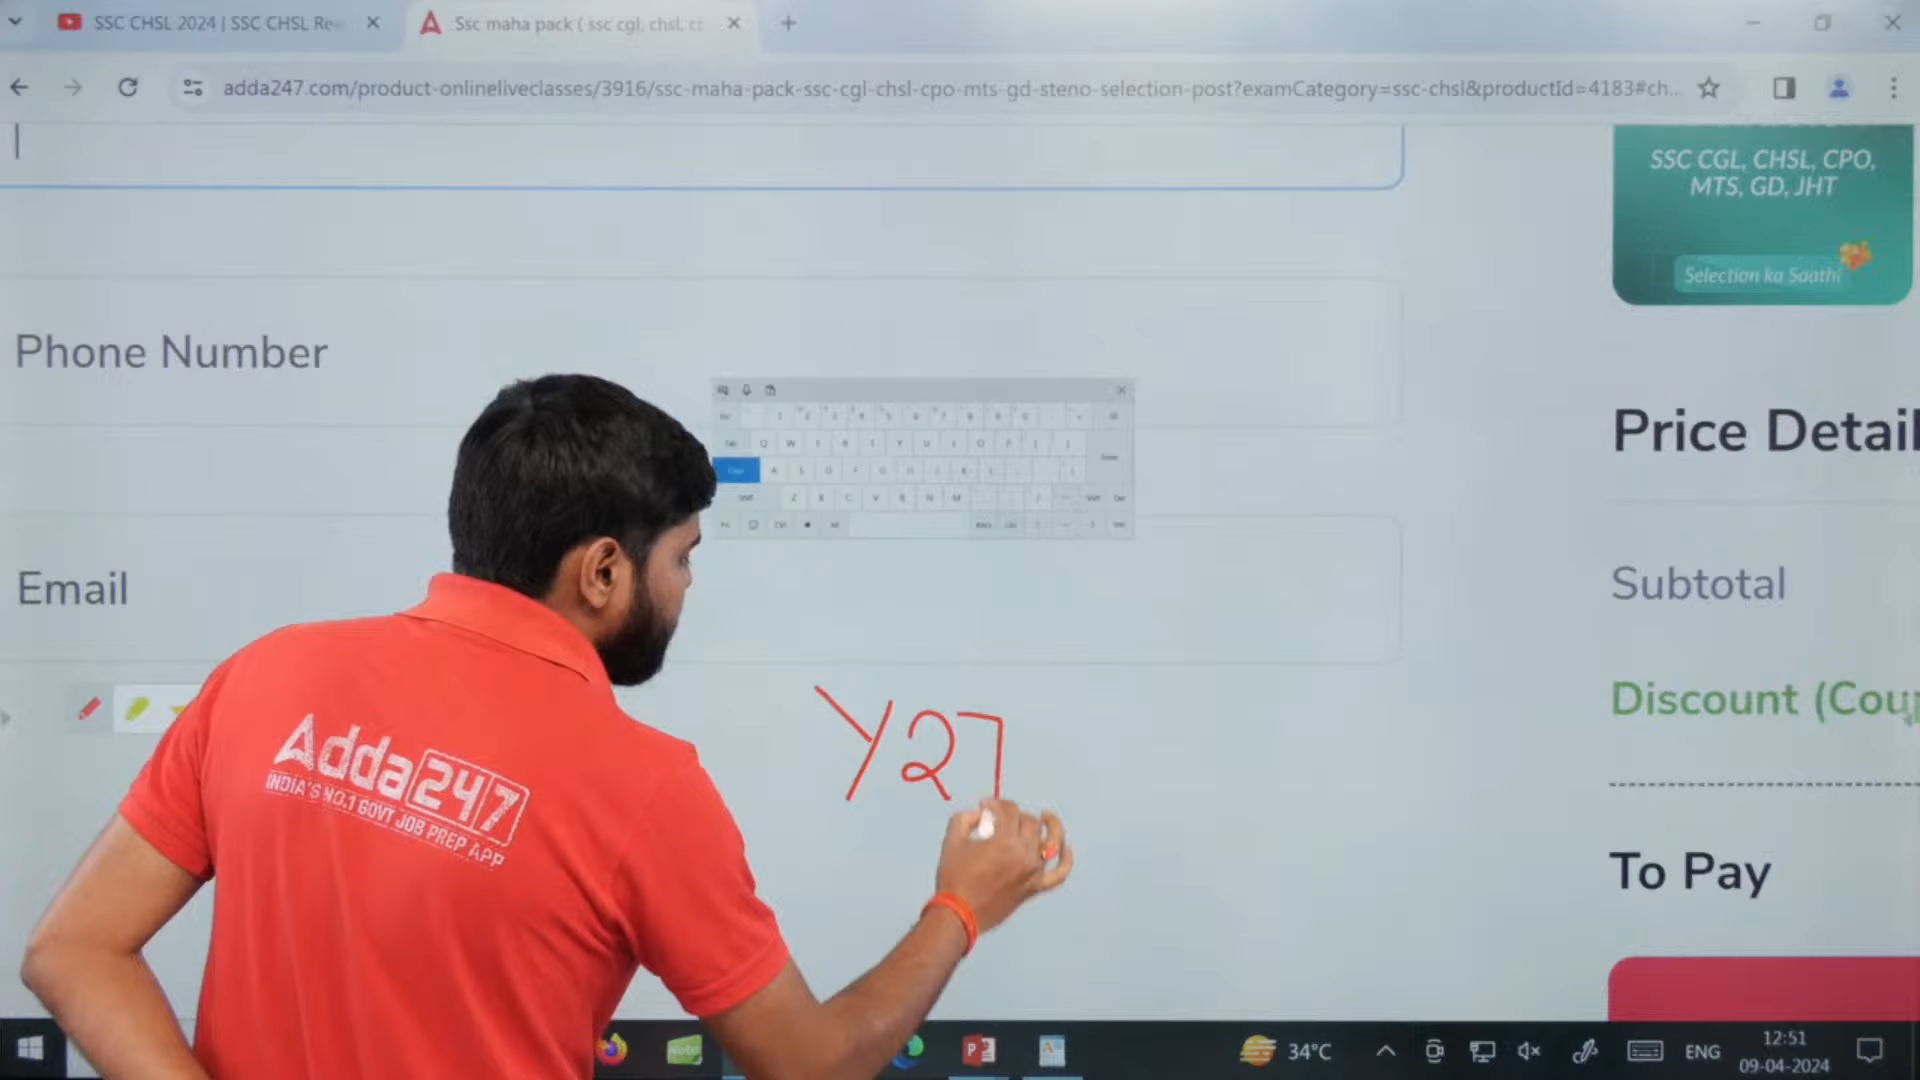 SSC CHSL 2024 | SSC CHSL Re
Ssc maha pack ( ssc cgl, chsl, c
adda247.com/product-onlineliveclasses/3916/ssc-maha-pack-ssc-cgl-chsl-cpo-mts-gd-steno-selection-post?examCategory=ssc-chsl&productId=4183#ch...
SSC CGL, CHSL, CPO,
MTS, GD, JHT
Selection ka Saathi
Phone Number
Price Detail
Email
Subtotal
Discount (Coup
Y27
To Pay
Adda247
INDIA'S NO.1 GOVT JOB PREP APP
Note
34°C
ENG
12:51
09-04-2024